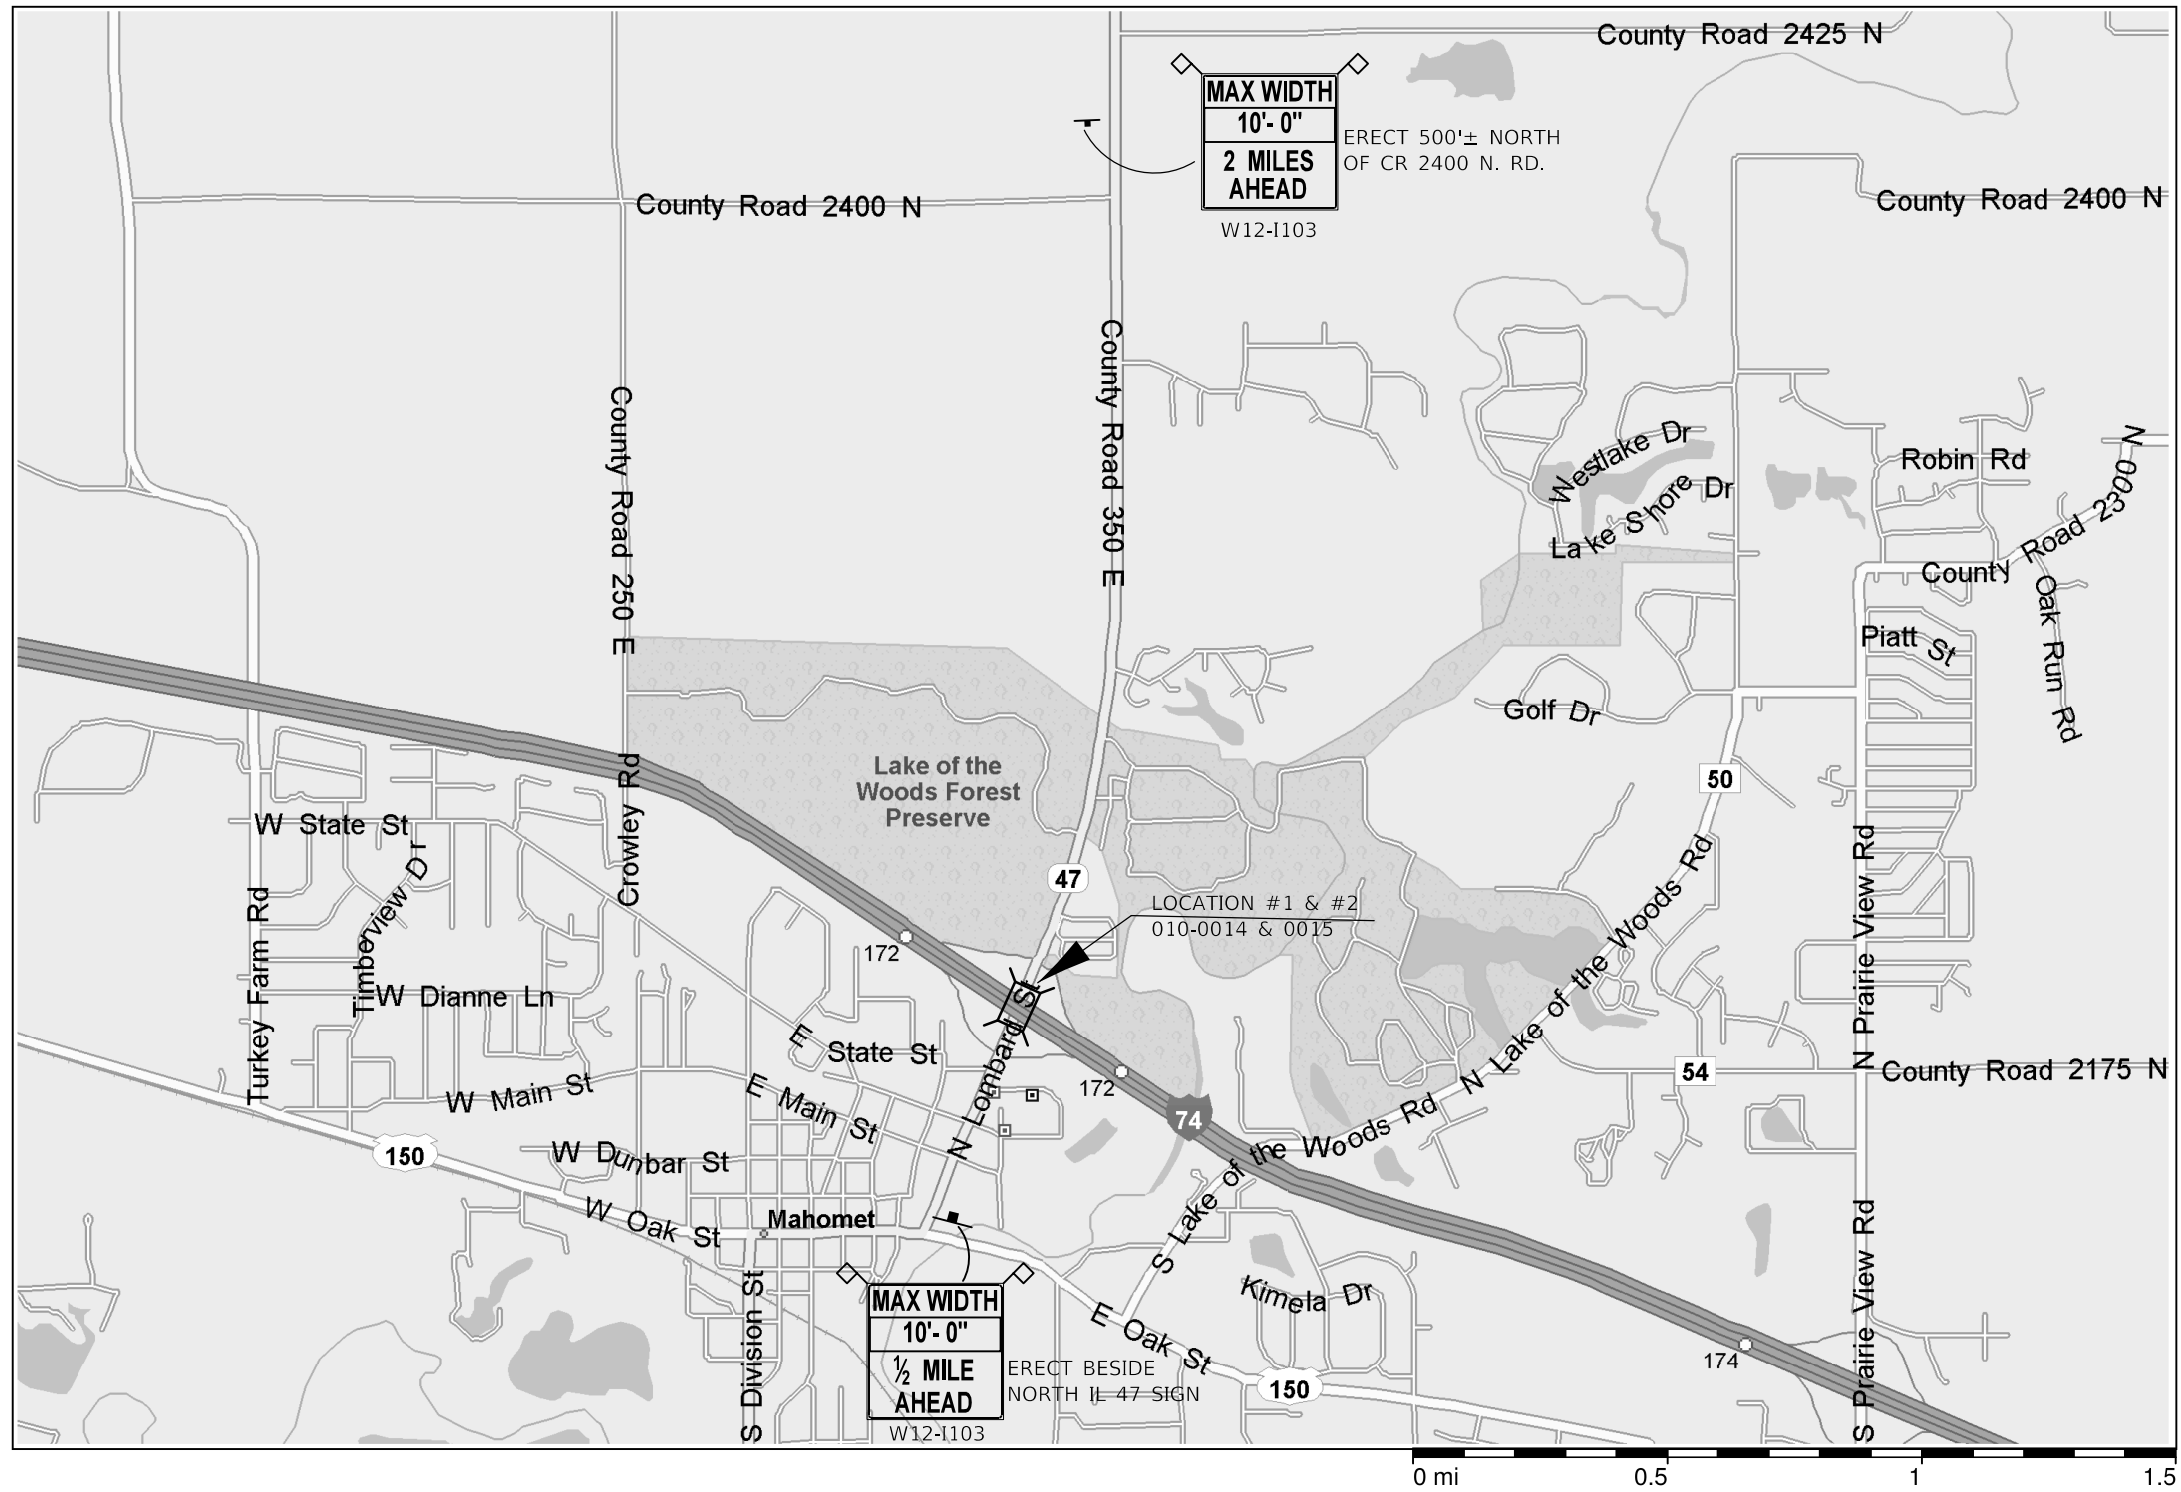 County Road 2425 N
MAX WIDTH
10'- 0"
2 MILES
AHEAD
W12-I103
ERECT 500'± NORTH
OF CR 2400 N. RD.
County Road 2400 N
County Road 2400 N
County Road 250 E
County Road 350 E
Westlake Dr
Lake Shore Dr
Robin Rd
County Road 2300 N
Oak Run Rd
Piatt St
Golf Dr
50
Lake of the
Woods Forest
Preserve
47
LOCATION #1 & #2
010-0014 & 0015
W State St
Timberview Dr
Turkey Farm Rd
Crowley Rd
172
W Dianne Ln
E State St
N Lombard St
W Main St
E Main St
172
74
N Lake of the Woods Rd
N Prairie View Rd
54
County Road 2175 N
150
W Dunbar St
W Oak St
Mahomet
S Lake of the Woods Rd
S Division St
MAX WIDTH
10'- 0"
½ MILE
AHEAD
W12-I103
ERECT BESIDE
NORTH IL 47 SIGN
E Oak St
Kimela Dr
150
174
S Prairie View Rd
0 mi
0.5
1
1.5